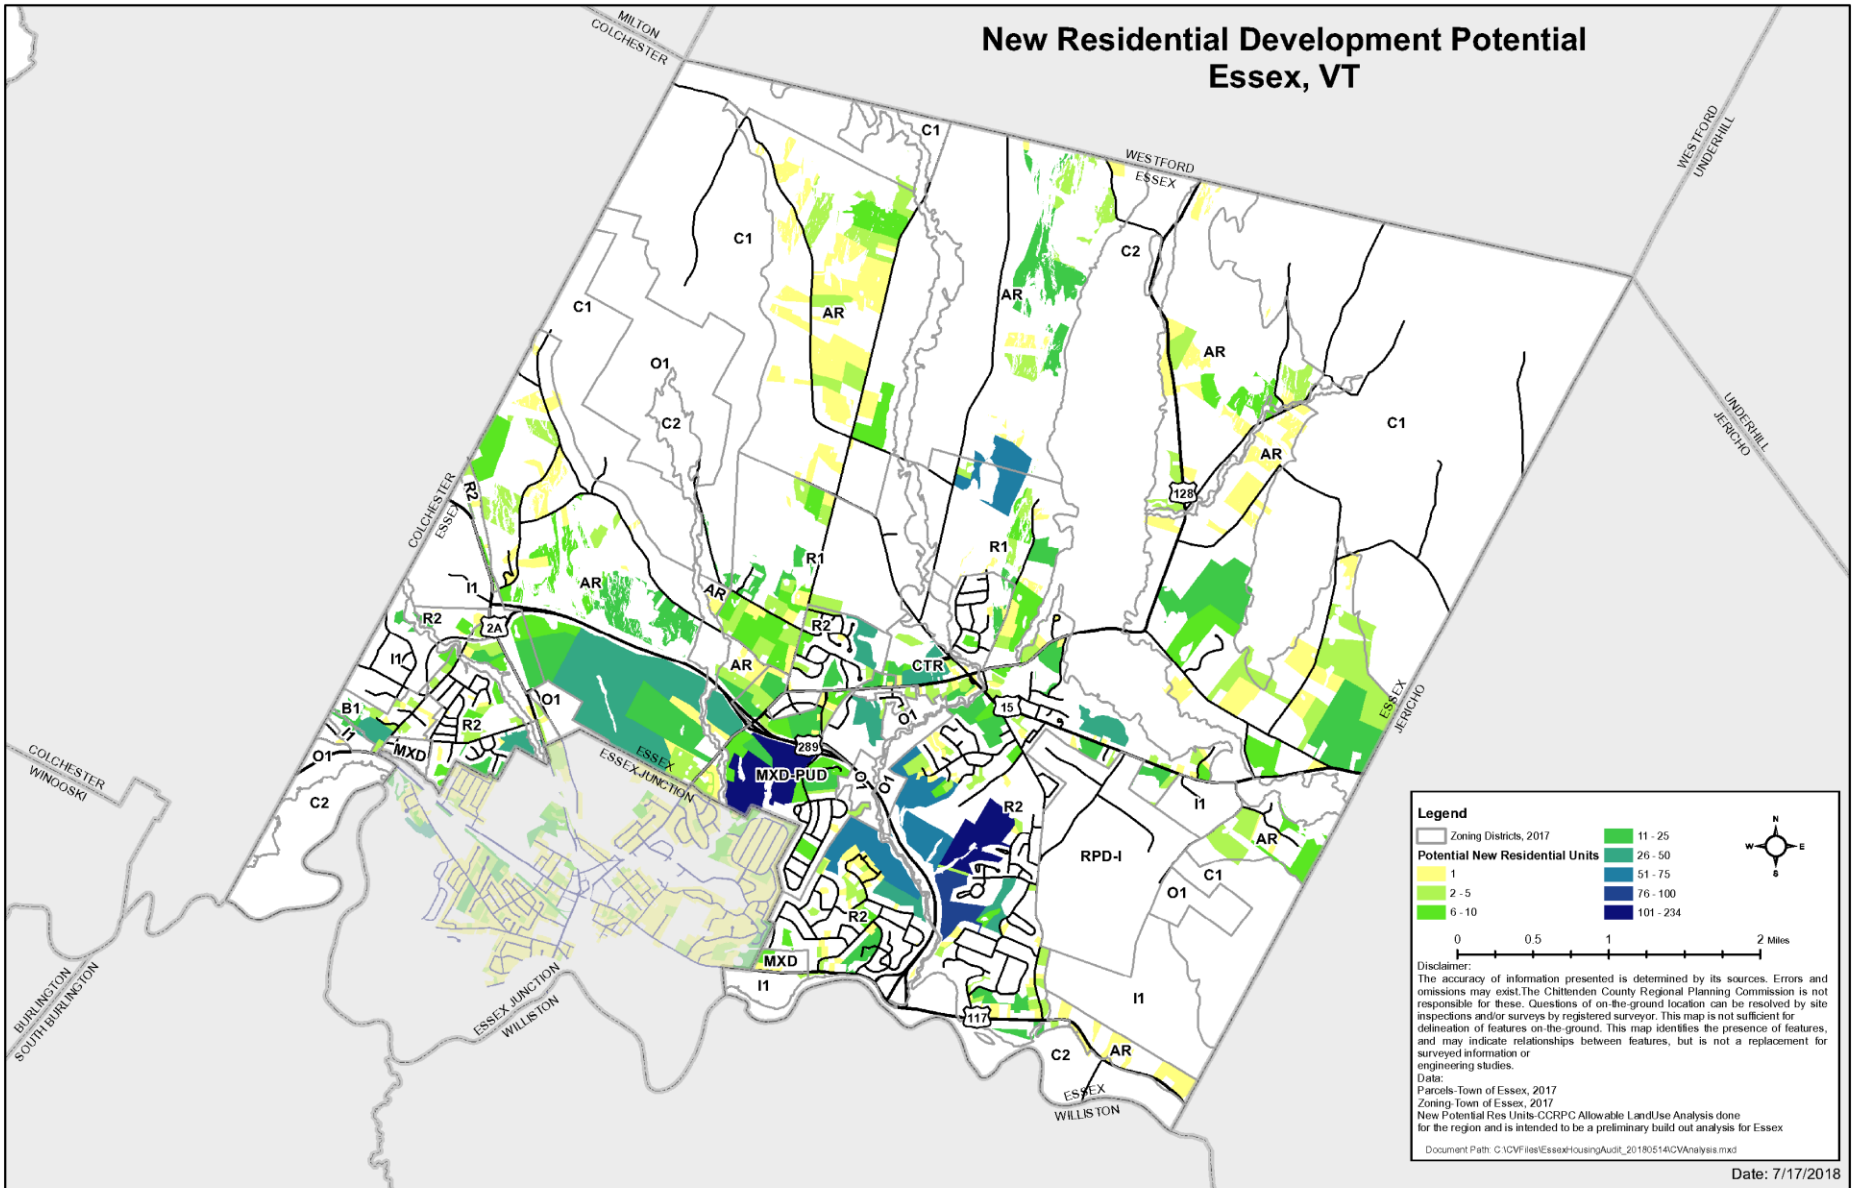 New Residential Development Potential
Essex, VT
MILTON
COLCHESTER
WESTFORD
UNDERHILL
WESTFORD
ESSEX
C1
C1
C2
C1
AR
AR
O1
AR
C2
C1
UNDERHILL
JERICHO
AR
COLCHESTER
ESSEX
R2
128
R1
R1
I1
AR
AR
R2
2A
R2
I1
AR
CTR
O1
B1
I1
R2
O1
15
ESSEX
JERICHO
MXD
289
COLCHESTER
WINOOSKI
O1
ESSEX
ESSEX JUNCTION
MXD-PUD
O1
O1
C2
R2
I1
AR
RPD-I
C1
O1
R2
MXD
I1
I1
BURLINGTON
SOUTH BURLINGTON
ESSEX JUNCTION
WILLISTON
117
C2
AR
ESSEX
WILLISTON
Legend
Zoning Districts, 2017
Potential New Residential Units
1
2 - 5
6 - 10
11 - 25
26 - 50
51 - 75
76 - 100
101 - 234
N
W
E
S
0 0.5 1 2 Miles
Disclaimer:
The accuracy of information presented is determined by its sources. Errors and
omissions may exist.The Chittenden County Regional Planning Commission is not
responsible for these. Questions of on-the-ground location can be resolved by site
inspections and/or surveys by registered surveyor. This map is not sufficient for
delineation of features on-the-ground. This map identifies the presence of features,
and may indicate relationships between features, but is not a replacement for
surveyed information or
engineering studies.
Data:
Parcels-Town of Essex, 2017
Zoning-Town of Essex, 2017
New Potential Res Units-CCRPC Allowable LandUse Analysis done
for the region and is intended to be a preliminary build out analysis for Essex
Document Path: C:\CVFiles\EssexHousingAudit_20180514\CVAnalysis.mxd
Date: 7/17/2018